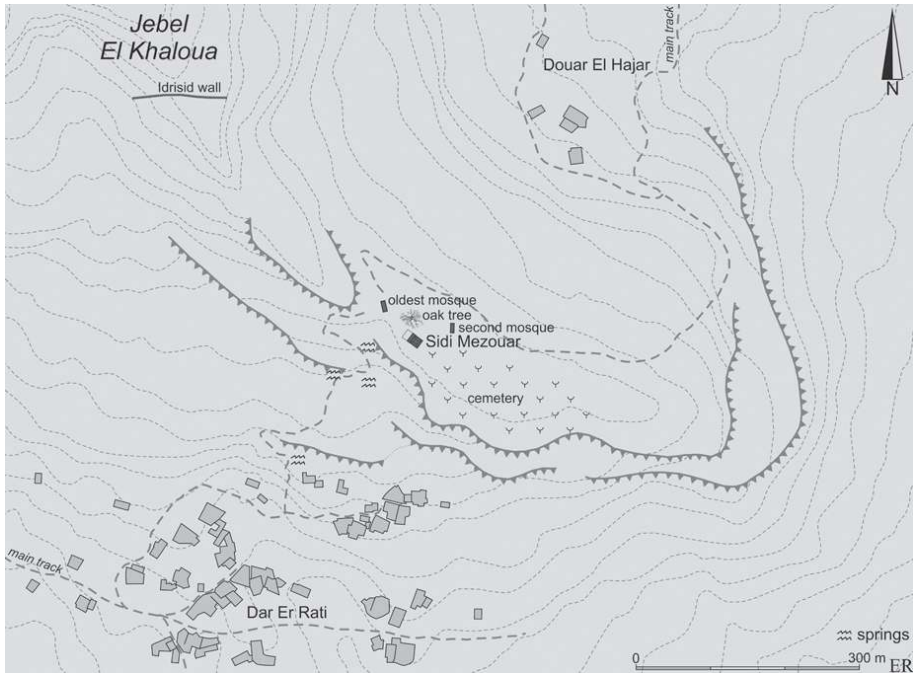 Jebel
El Khaloua
Idrisid wall
main track
Douar El Hajar
N
oldest mosque
oak tree
second mosque
Sidi Mezouar
cemetery
main track
Dar Er Rati
springs
0 300 m ER